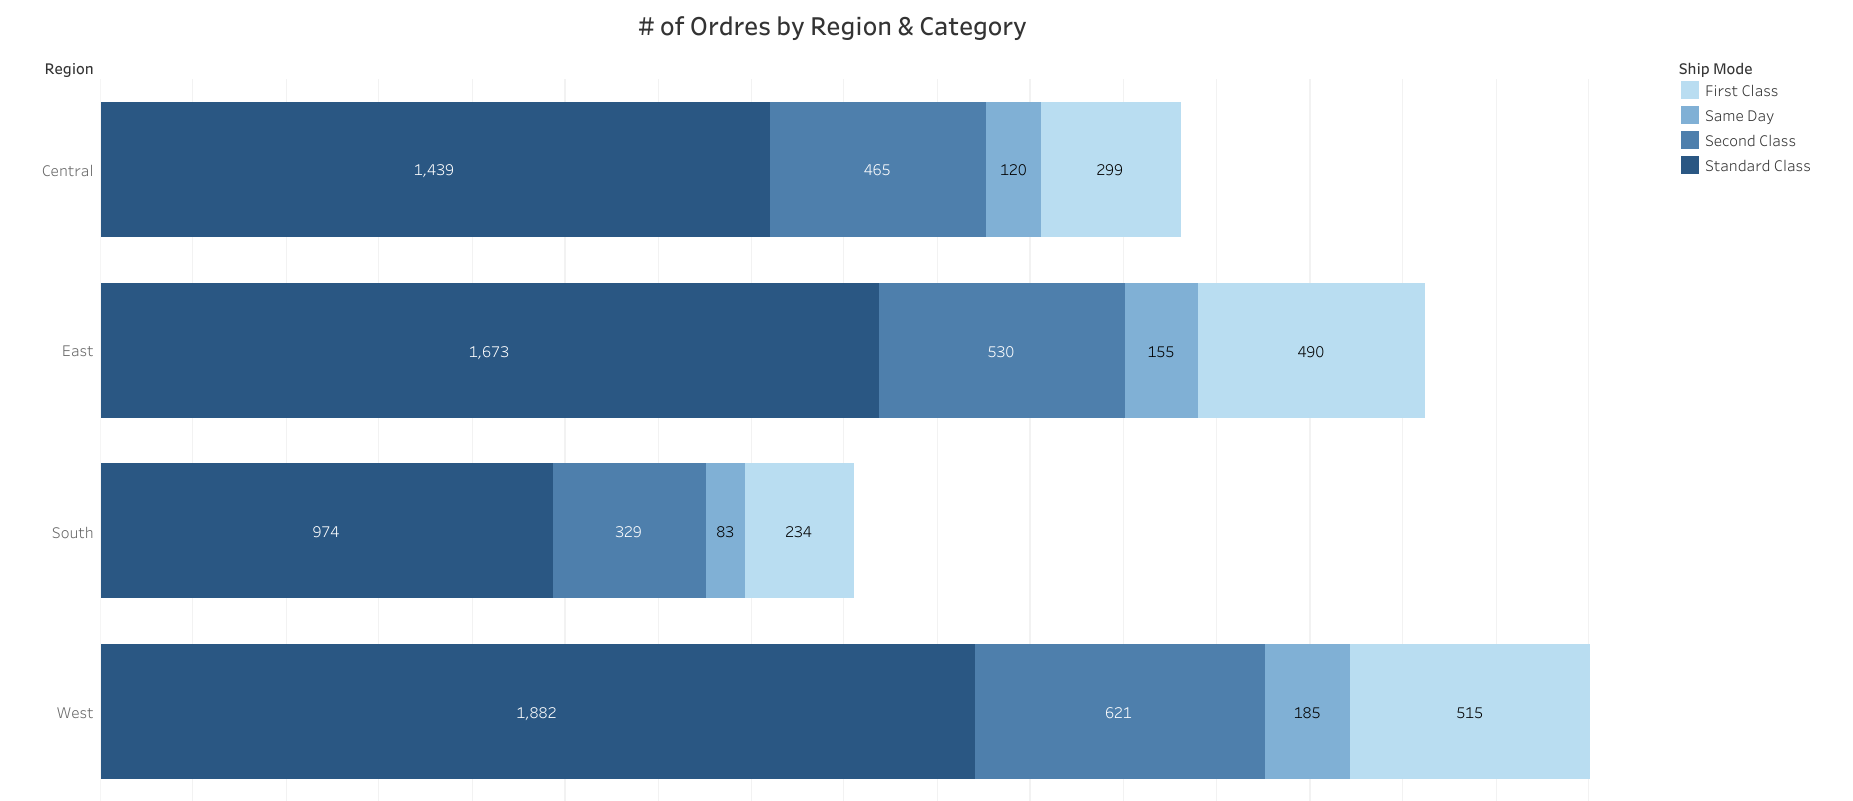 # of Ordres by Region & Category
Region
Central
1,439
465
120
299
East
1,673
530
155
490
South
974
329
83
234
West
1,882
621
185
515
Ship Mode
First Class
Same Day
Second Class
Standard Class